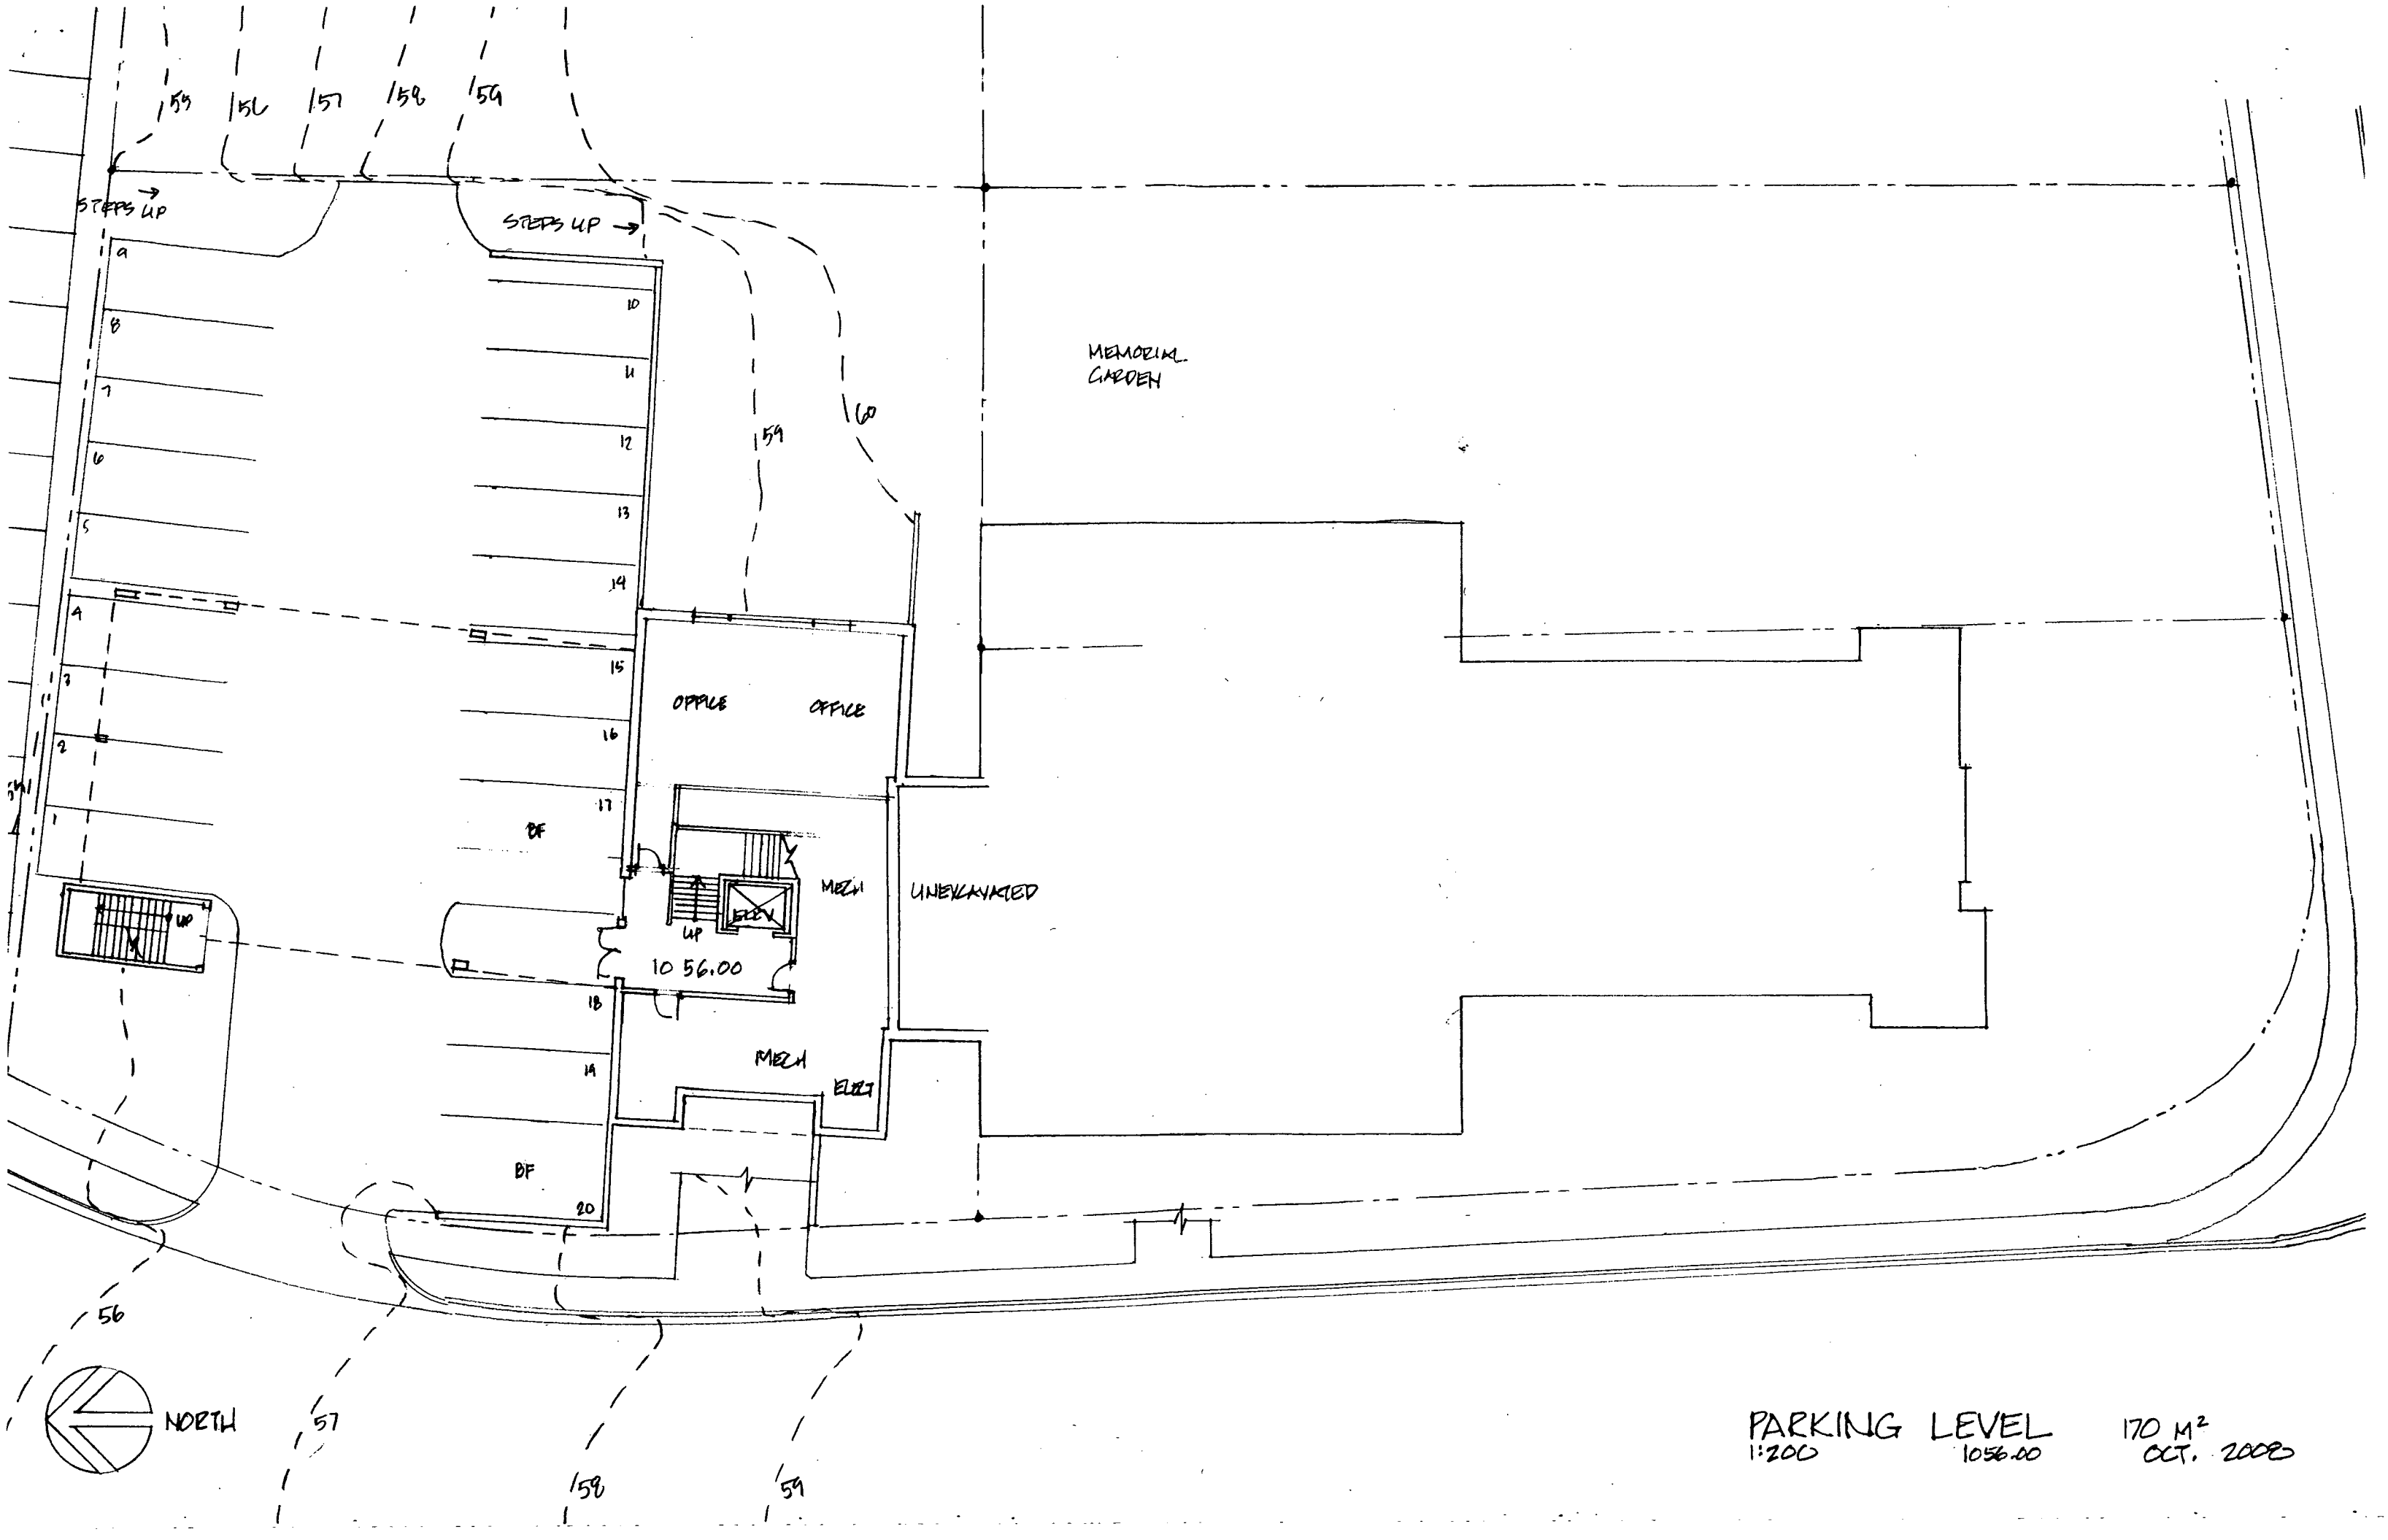 55 56 57 58 59
STEPS UP →
STEPS UP →
9
8
7
6
5
4
3
2
1
10
11
12
13
14
15
16
17
BF
18
19
BF
20
59
60
MEMORIAL
GARDEN
OFFICE OFFICE
MECH
UNEXCAVATED
ELEV
UP
UP
1056.00
MECH
ELECT
56
57
58
59
NORTH
PARKING LEVEL 170 M²
1:200 1056.00 OCT. 2008